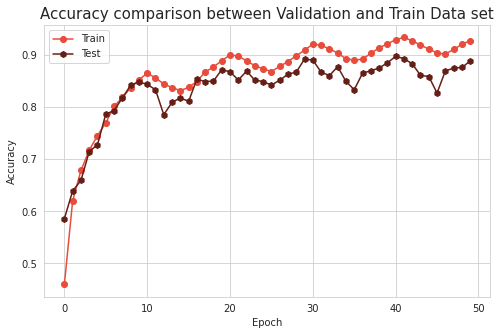 Accuracy comparison between Validation and Train Data set
Train
Test
0.9
0.8
0.7
0.6
0.5
Accuracy
0
10
20
30
40
50
Epoch